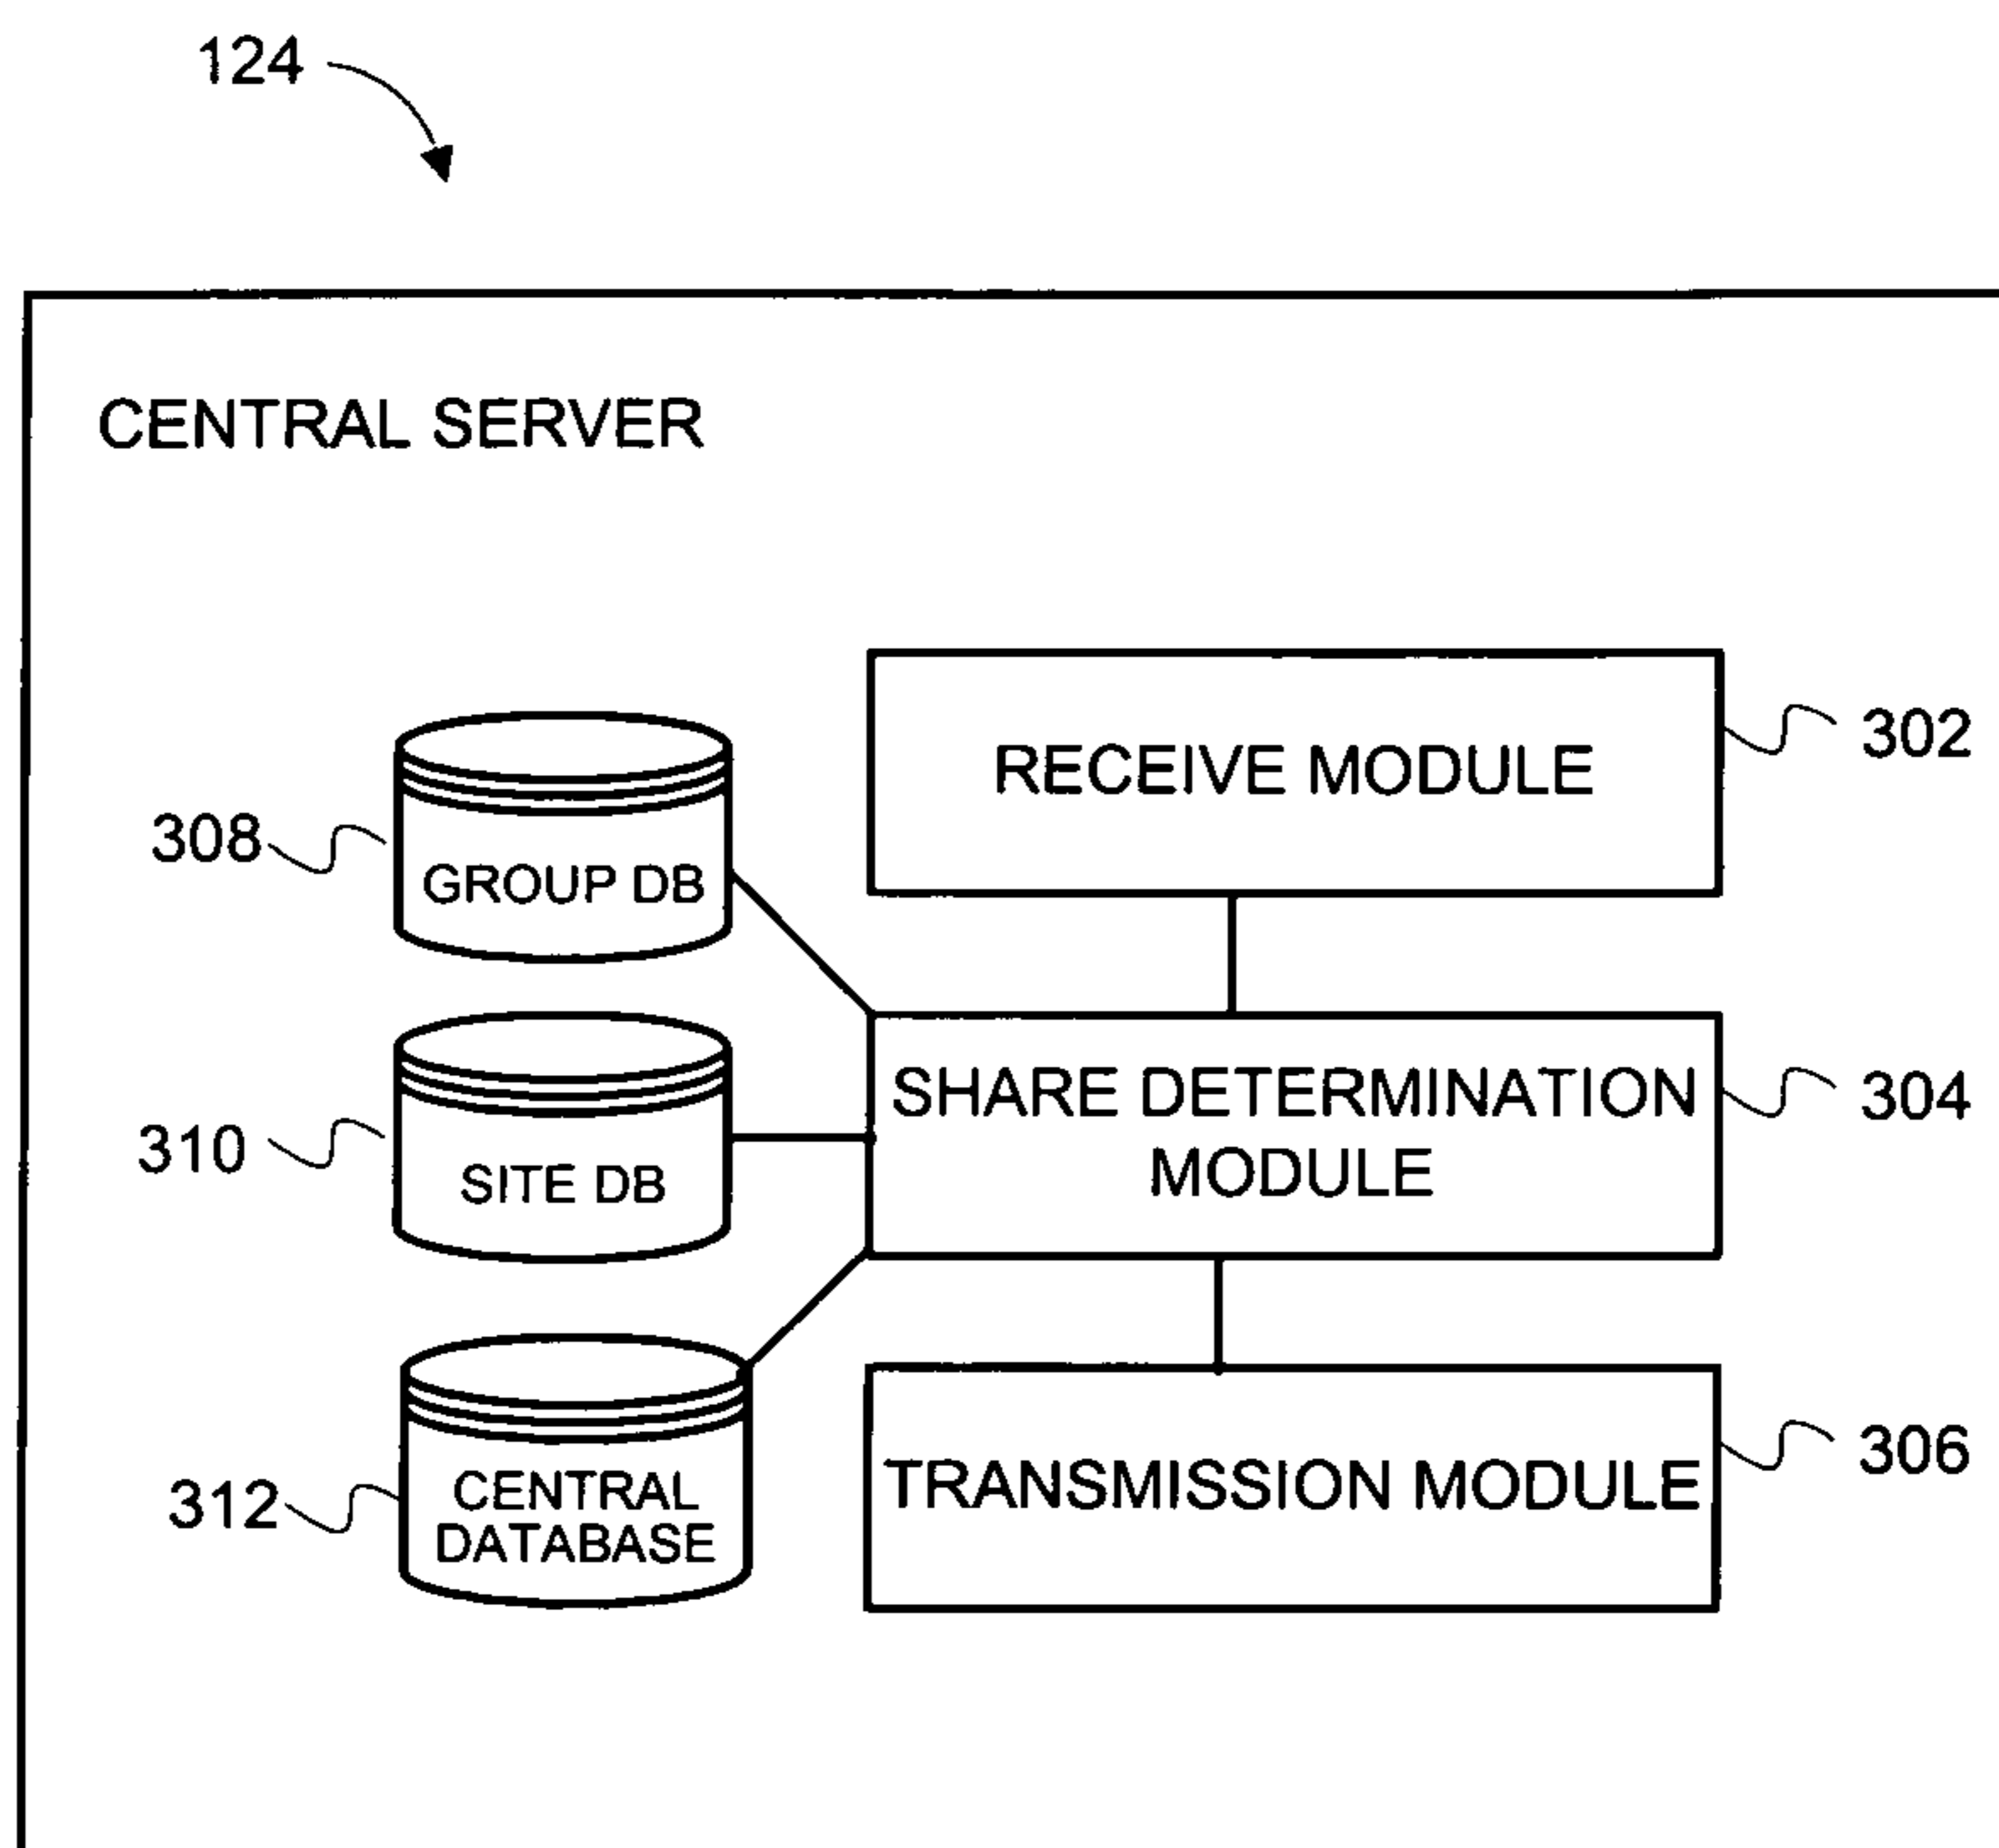 124
CENTRAL SERVER
RECEIVE MODULE
302
308
GROUP DB
SHARE DETERMINATION
MODULE
304
310
SITE DB
TRANSMISSION MODULE
306
312
CENTRAL
DATABASE